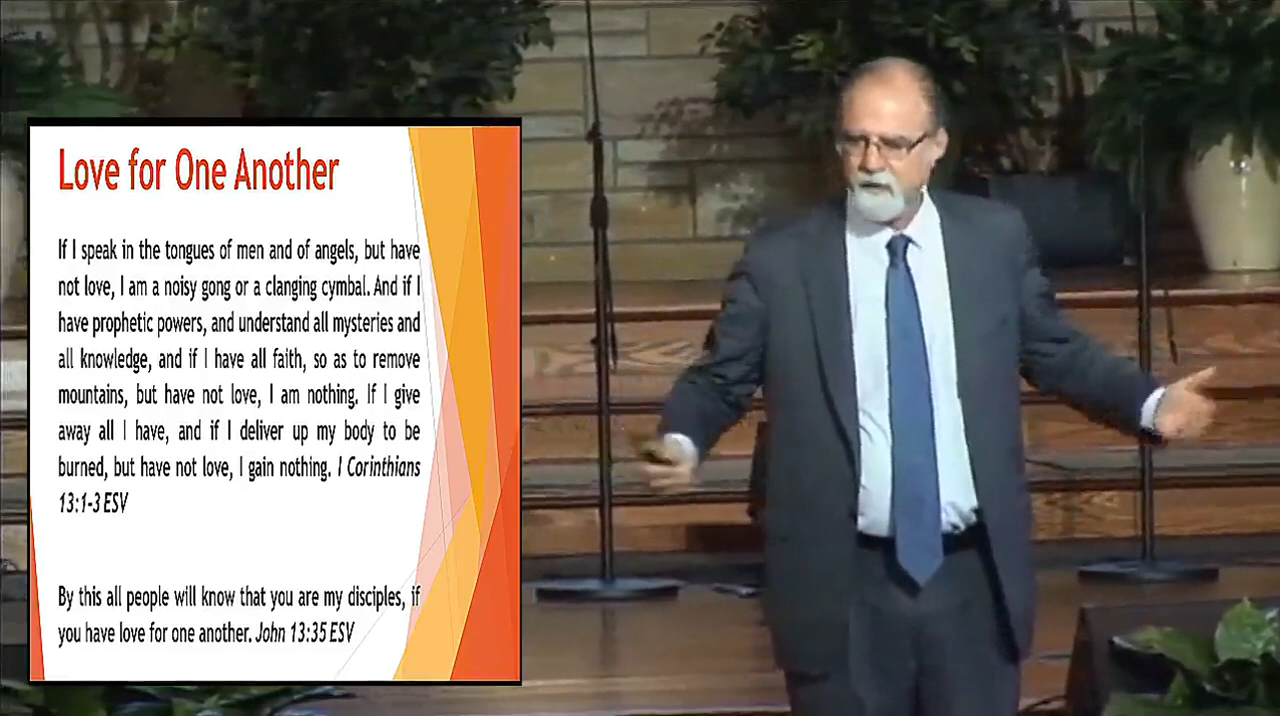 Love for One Another
If I speak in the tongues of men and of angels, but have
not love, I am a noisy gong or a clanging cymbal. And if I
have prophetic powers, and understand all mysteries and
all knowledge, and if I have all faith, so as to remove
mountains, but have not love, I am nothing. If I give
away all I have, and if I deliver up my body to be
burned, but have not love, I gain nothing. I Corinthians
13:1-3 ESV
By this all people will know that you are my disciples, if
you have love for one another. John 13:35 ESV